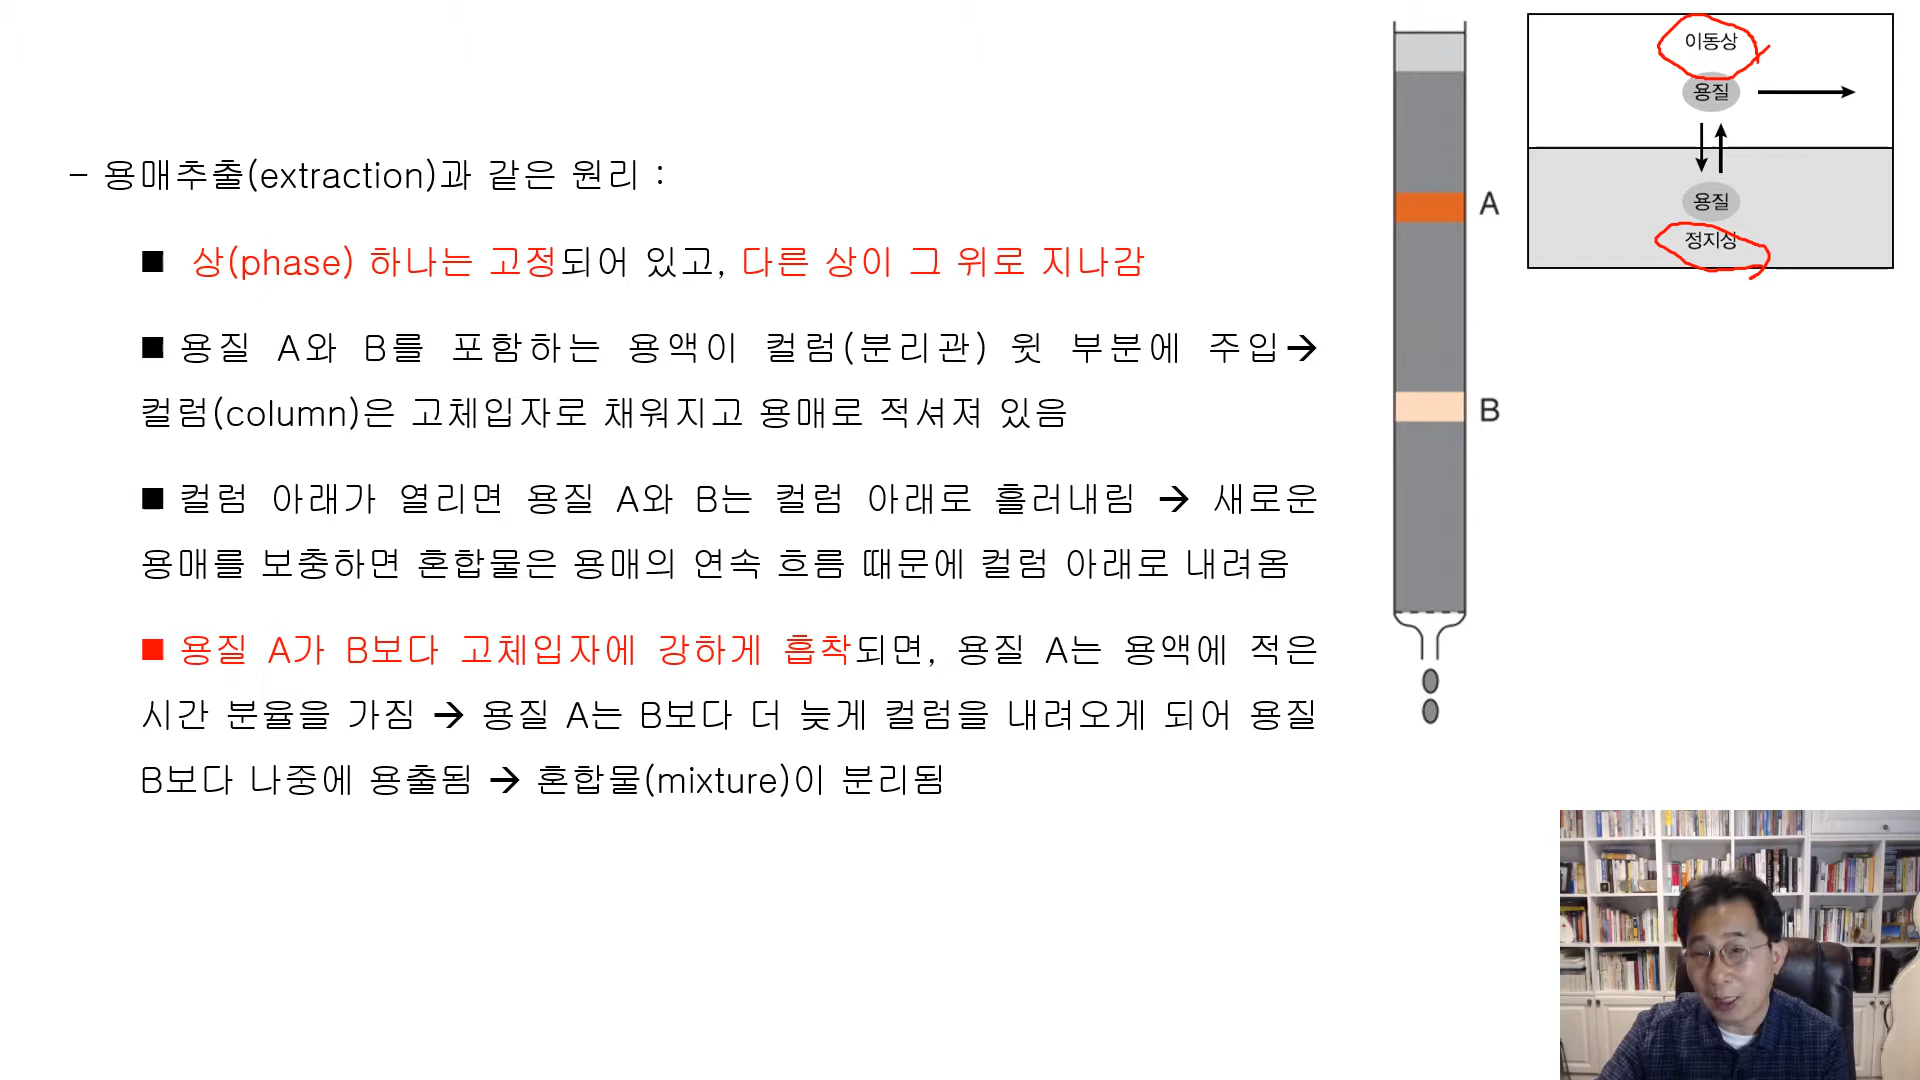 - 용매추출(extraction)과 같은 원리 :
■ 상(phase) 하나는 고정되어 있고, 다른 상이 그 위로 지나감
■ 용질 A와 B를 포함하는 용액이 컬럼(분리관) 윗 부분에 주입→
컬럼(column)은 고체입자로 채워지고 용매로 적셔져 있음
■ 컬럼 아래가 열리면 용질 A와 B는 컬럼 아래로 흘러내림 → 새로운
용매를 보충하면 혼합물은 용매의 연속 흐름 때문에 컬럼 아래로 내려옴
■ 용질 A가 B보다 고체입자에 강하게 흡착되면, 용질 A는 용액에 적은
시간 분율을 가짐 → 용질 A는 B보다 더 늦게 컬럼을 내려오게 되어 용질
B보다 나중에 용출됨 → 혼합물(mixture)이 분리됨
A
B
이동상
용질
용질
정지상